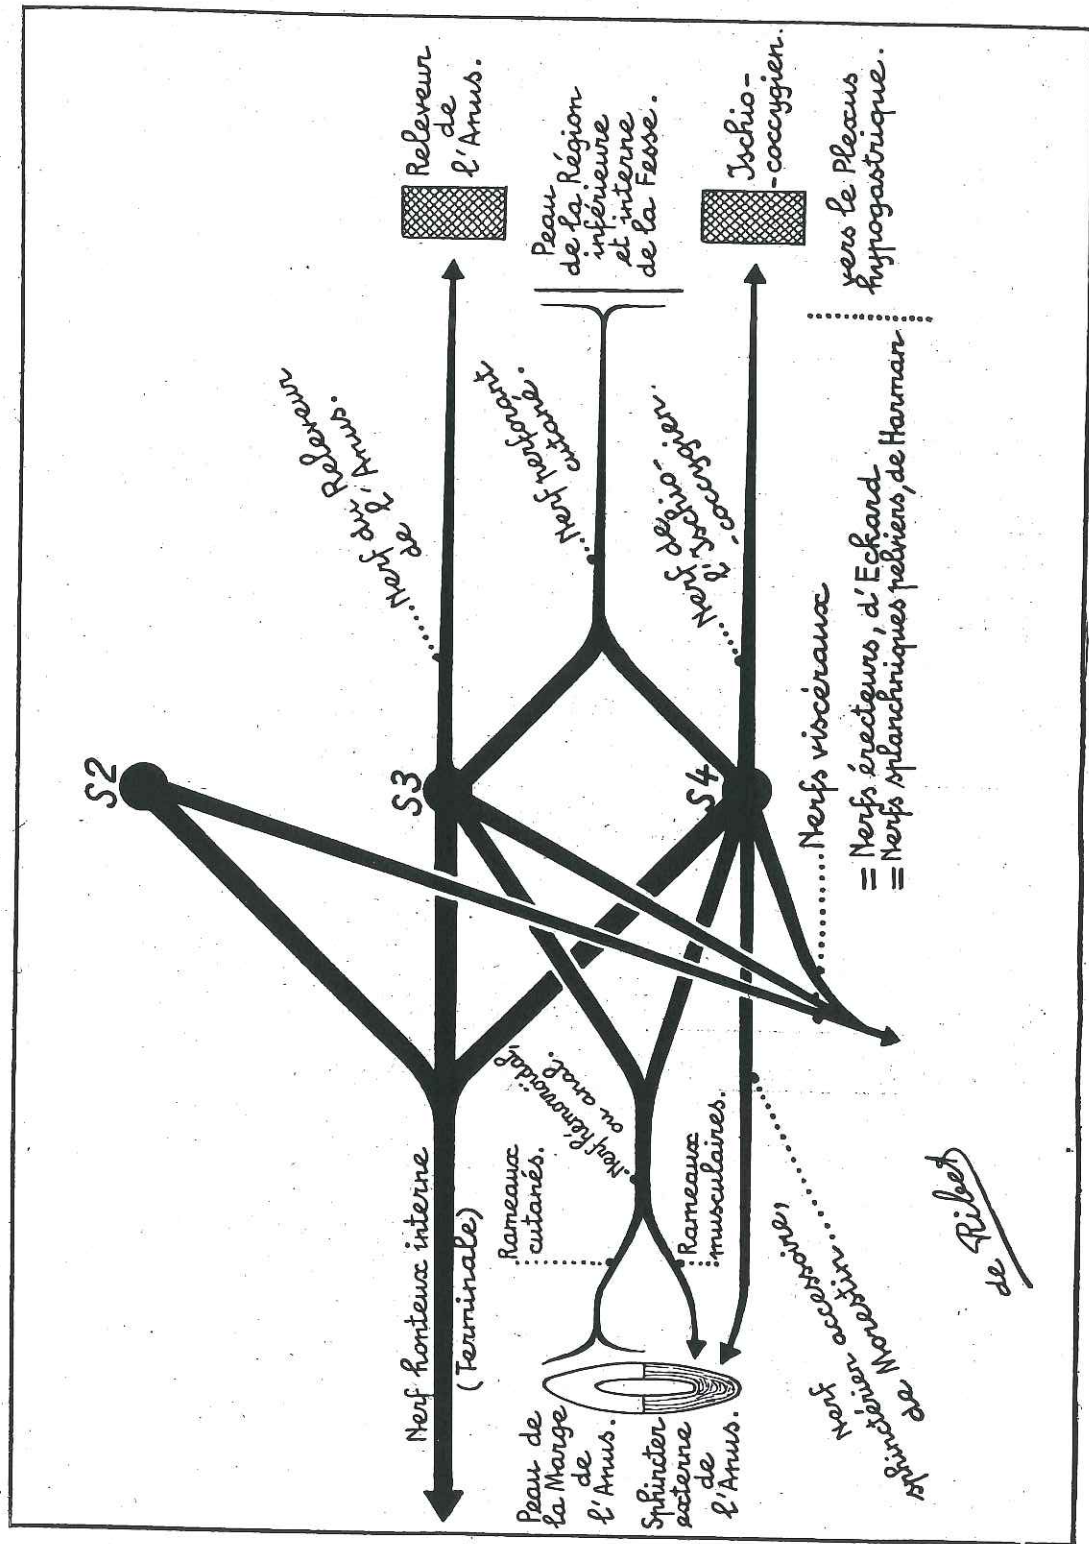 S2
S3
S4
Nerf du Releveur
de l'Anus.
Releveur
de
l'Anus.
Nerf perforant
cutané.
Peau
de la Région
inférieure
et interne
de la Fesse.
Nerf de
l'Ischio-
-coccygien.
Ischio-
-coccygien.
Nerfs viscéraux
= Nerfs érecteurs, d'Eckard
= Nerfs splanchniques pelviens, de Harman
vers le Plexus
hypogastrique.
Nerf honteux interne
(Terminale)
Nerf hémorroïdal,
ou anal.
Rameaux
cutanés.
Rameaux
musculaires.
Peau de
la Marge
de
l'Anus.
Sphincter
externe
de
l'Anus.
Nerf accessoire,
sphinctérien accessoire,
de Morestin
de Ribet